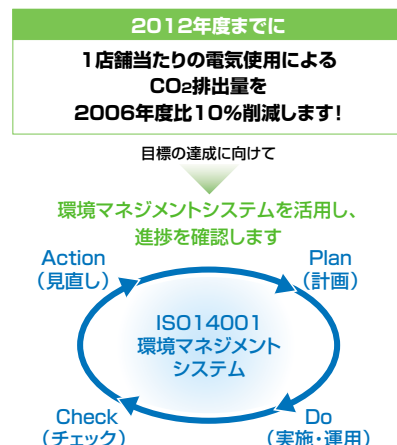 2012年度までに
1店舗当たりの電気使用による
CO2排出量を
2006年度比10%削減します!
目標の達成に向けて
環境マネジメントシステムを活用し、
進捗を確認します
Action
(見直し)
Plan
(計画)
ISO14001
環境マネジメント
システム
Check
(チェック)
Do
(実施・運用)